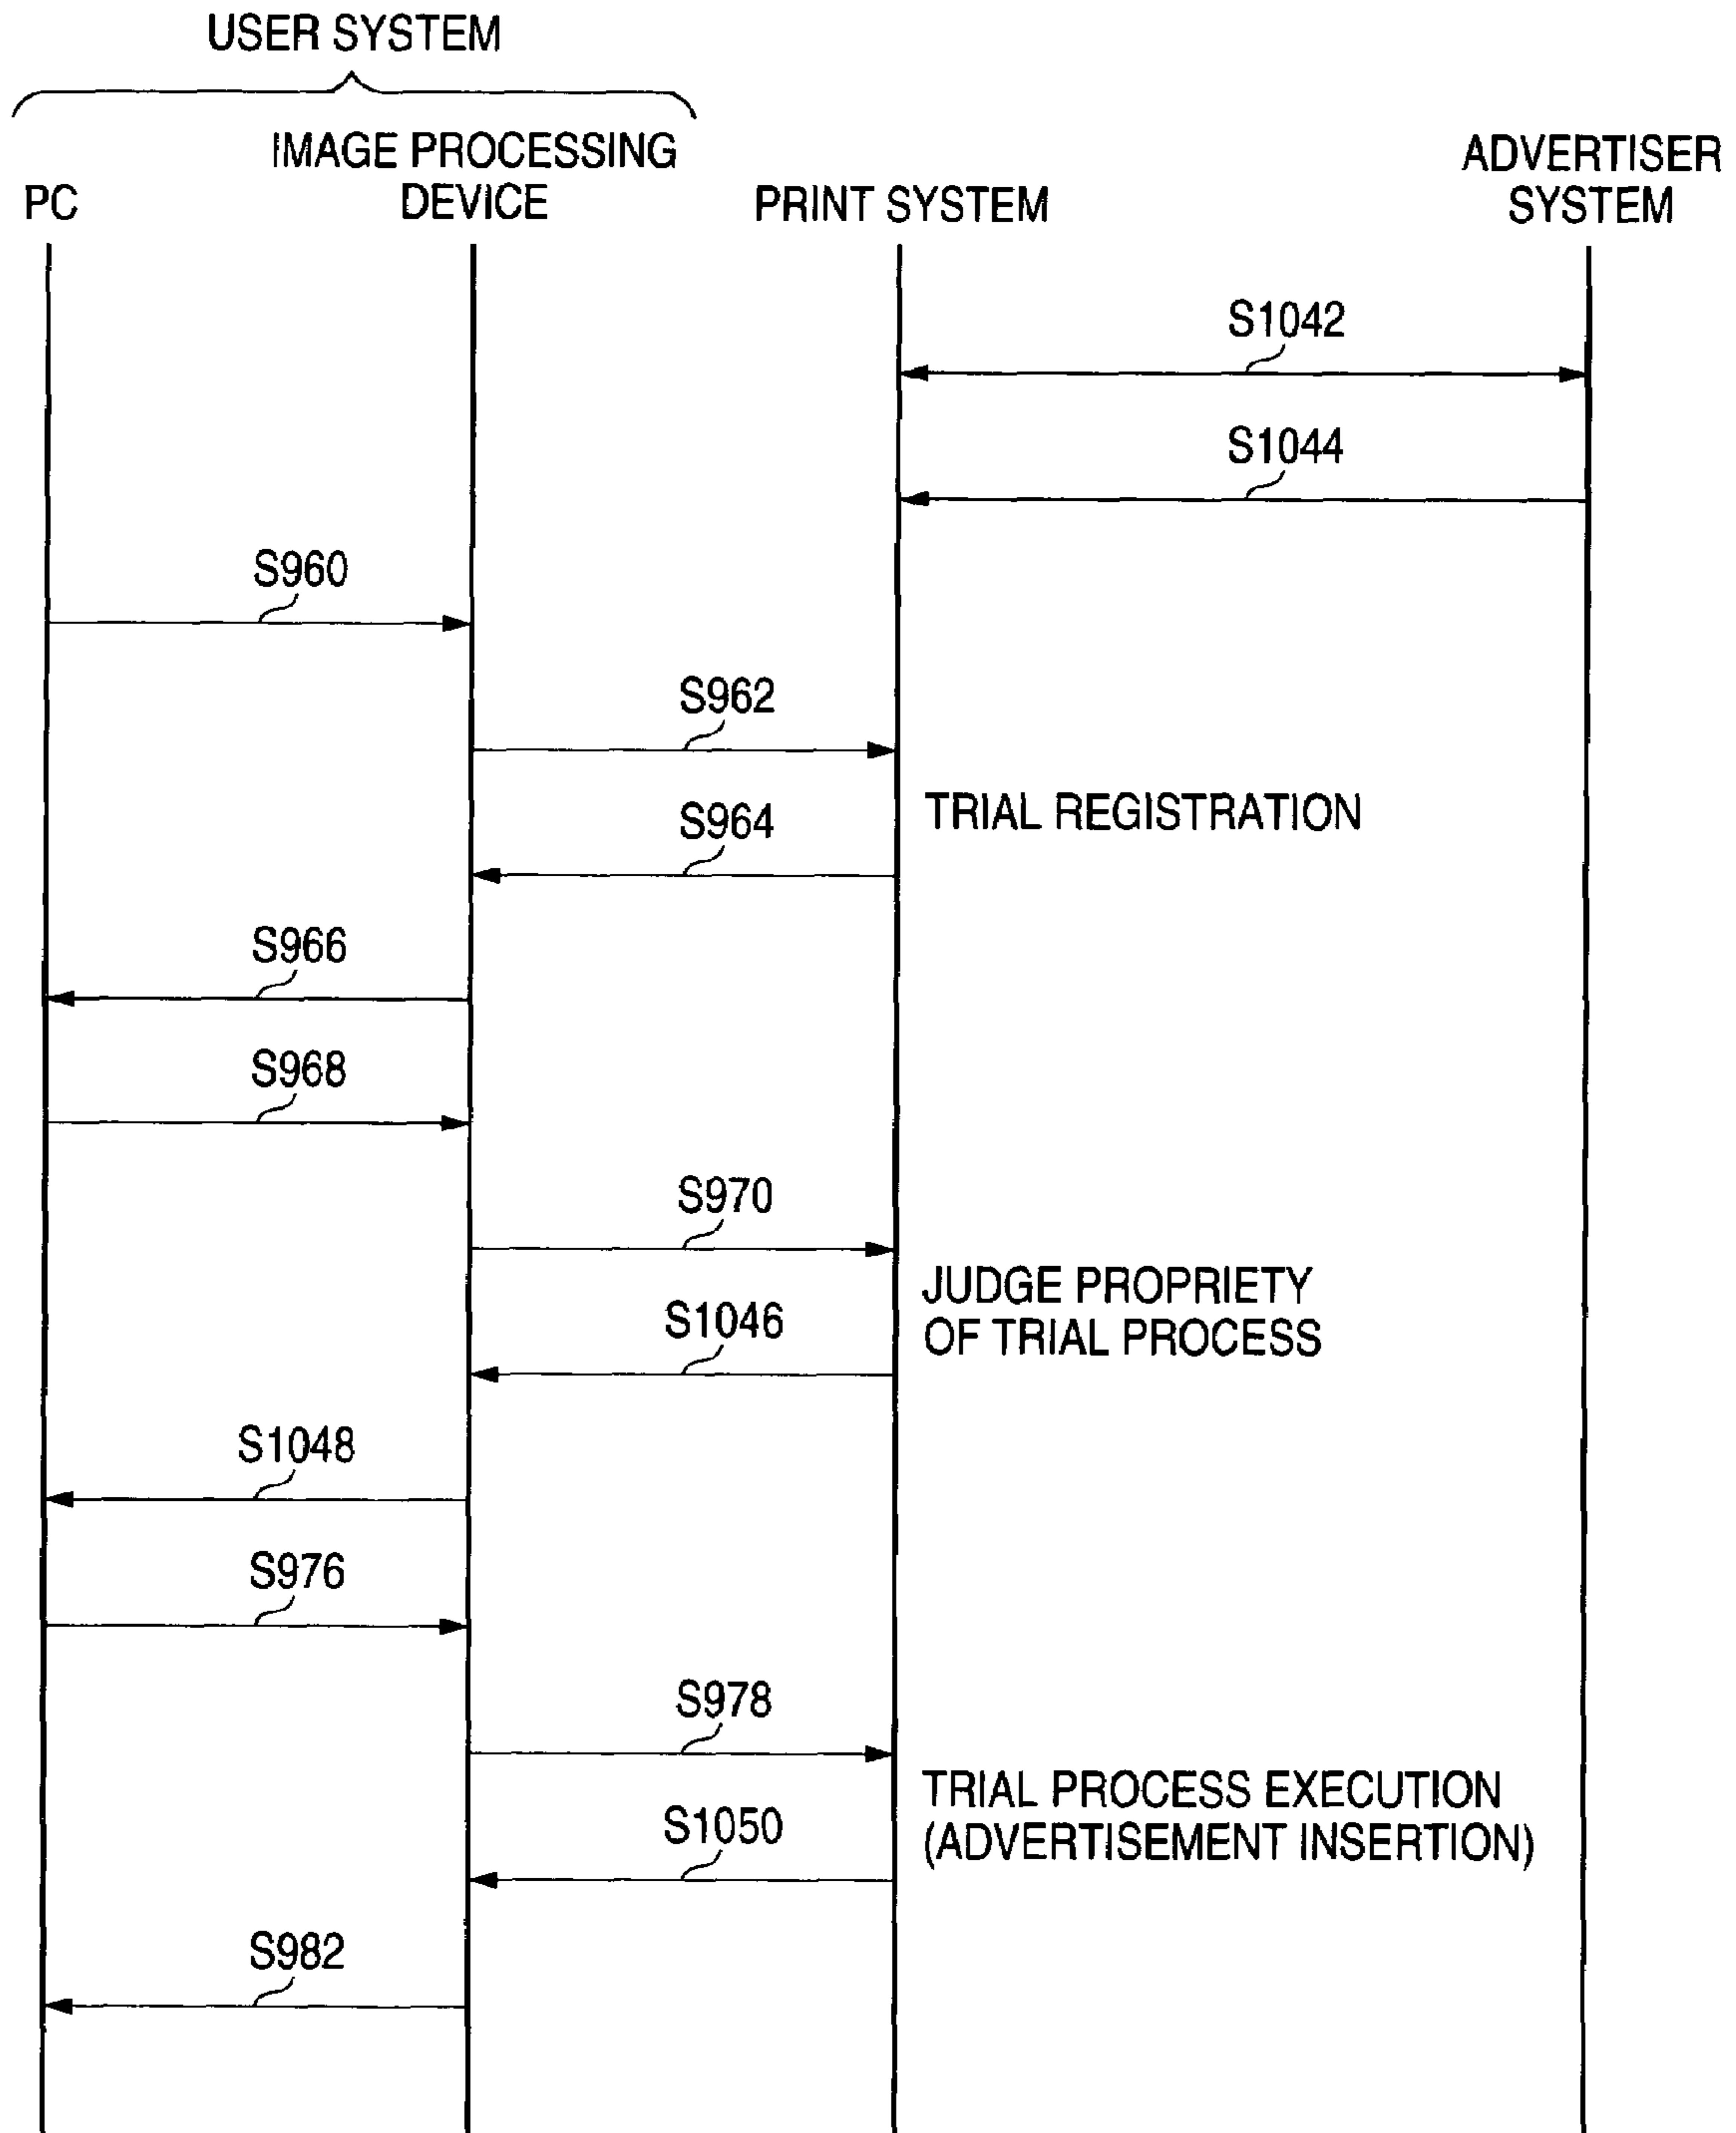 USER SYSTEM
IMAGE PROCESSING
DEVICE
PC
PRINT SYSTEM
ADVERTISER
SYSTEM
S1042
S1044
S960
S962
TRIAL REGISTRATION
S964
S966
S968
S970
JUDGE PROPRIETY
OF TRIAL PROCESS
S1046
S1048
S976
S978
TRIAL PROCESS EXECUTION
(ADVERTISEMENT INSERTION)
S1050
S982